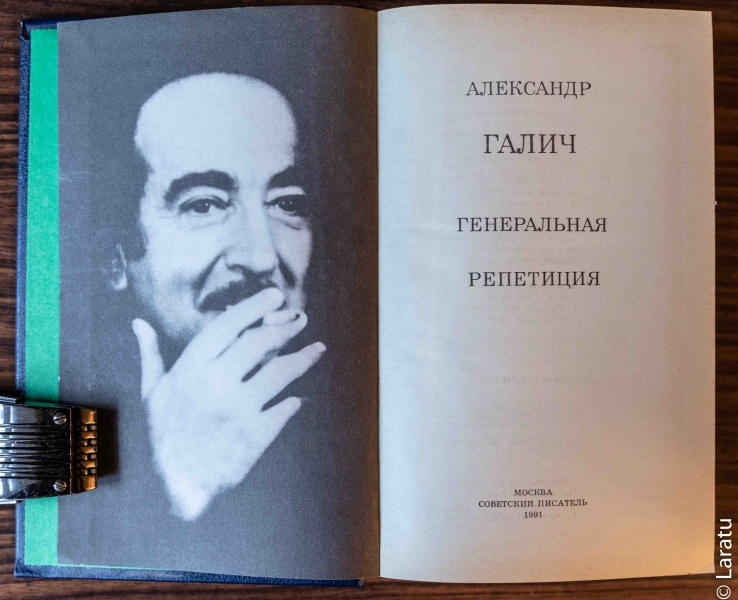 АЛЕКСАНДР
ГАЛИЧ
ГЕНЕРАЛЬНАЯ
РЕПЕТИЦИЯ
МОСКВА
СОВЕТСКИЙ ПИСАТЕЛЬ
1991
© Laratu